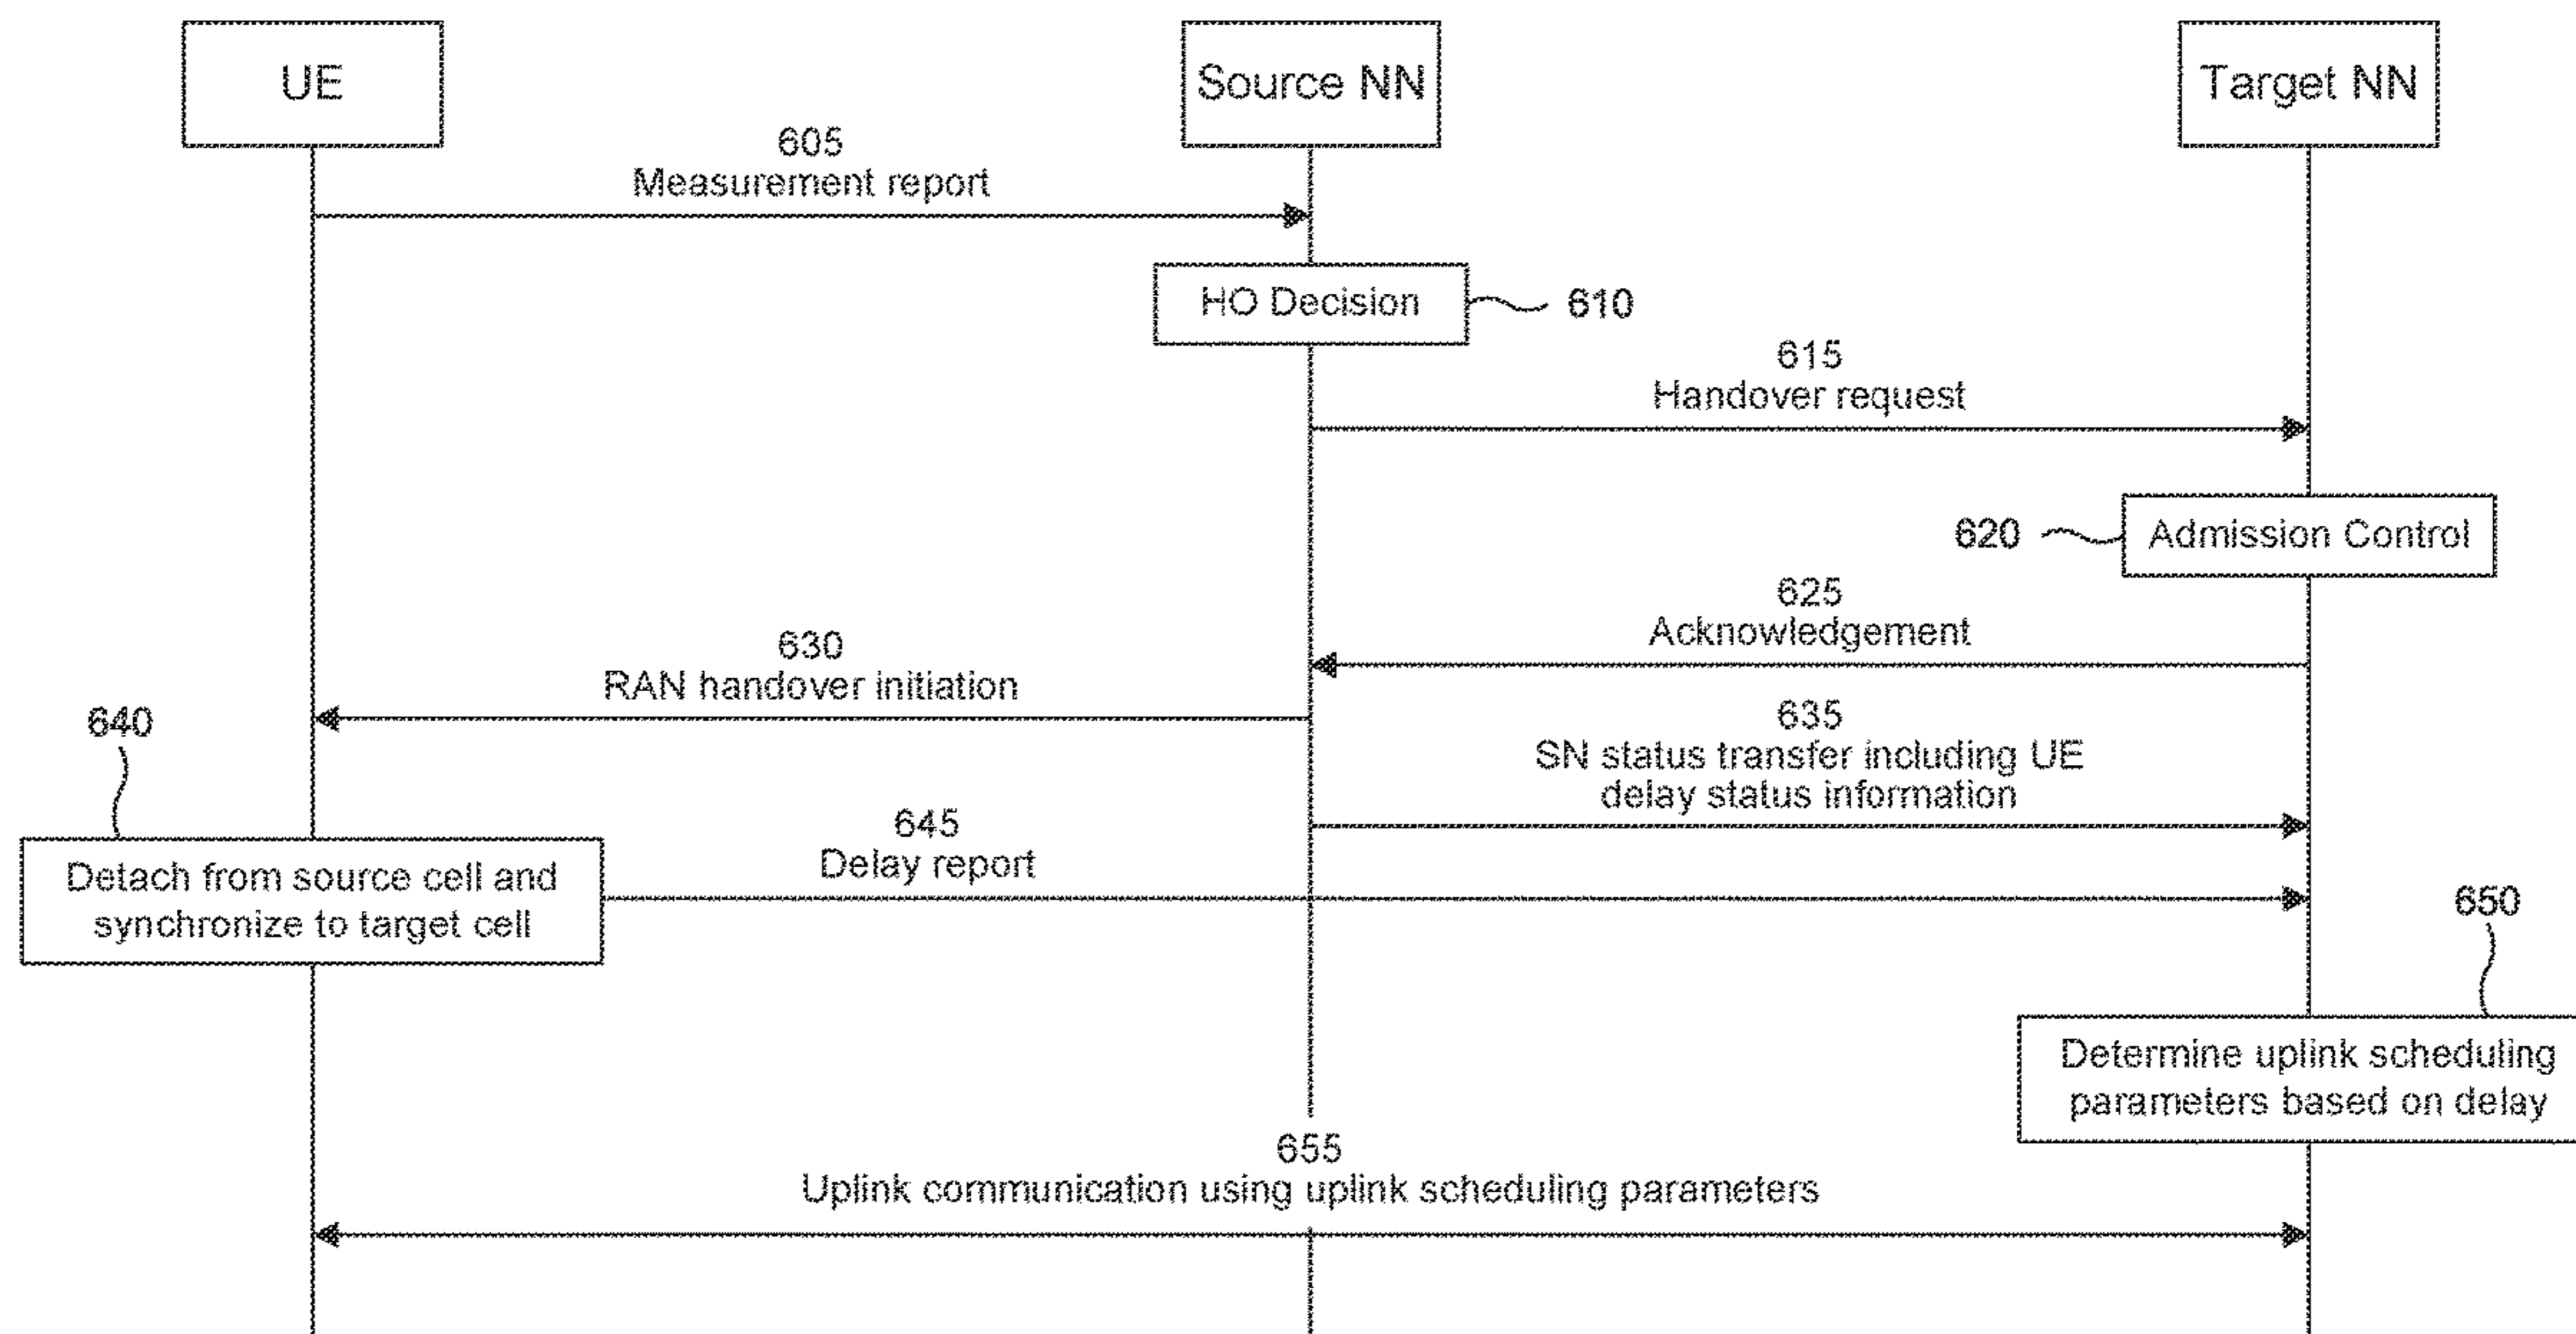 UE
Source NN
Target NN
605
Measurement report
HO Decision
610
615
Handover request
620
Admission Control
625
Acknowledgement
630
RAN handover initiation
635
SN status transfer including UE
delay status information
640
Detach from source cell and
synchronize to target cell
645
Delay report
650
Determine uplink scheduling
parameters based on delay
655
Uplink communication using uplink scheduling parameters